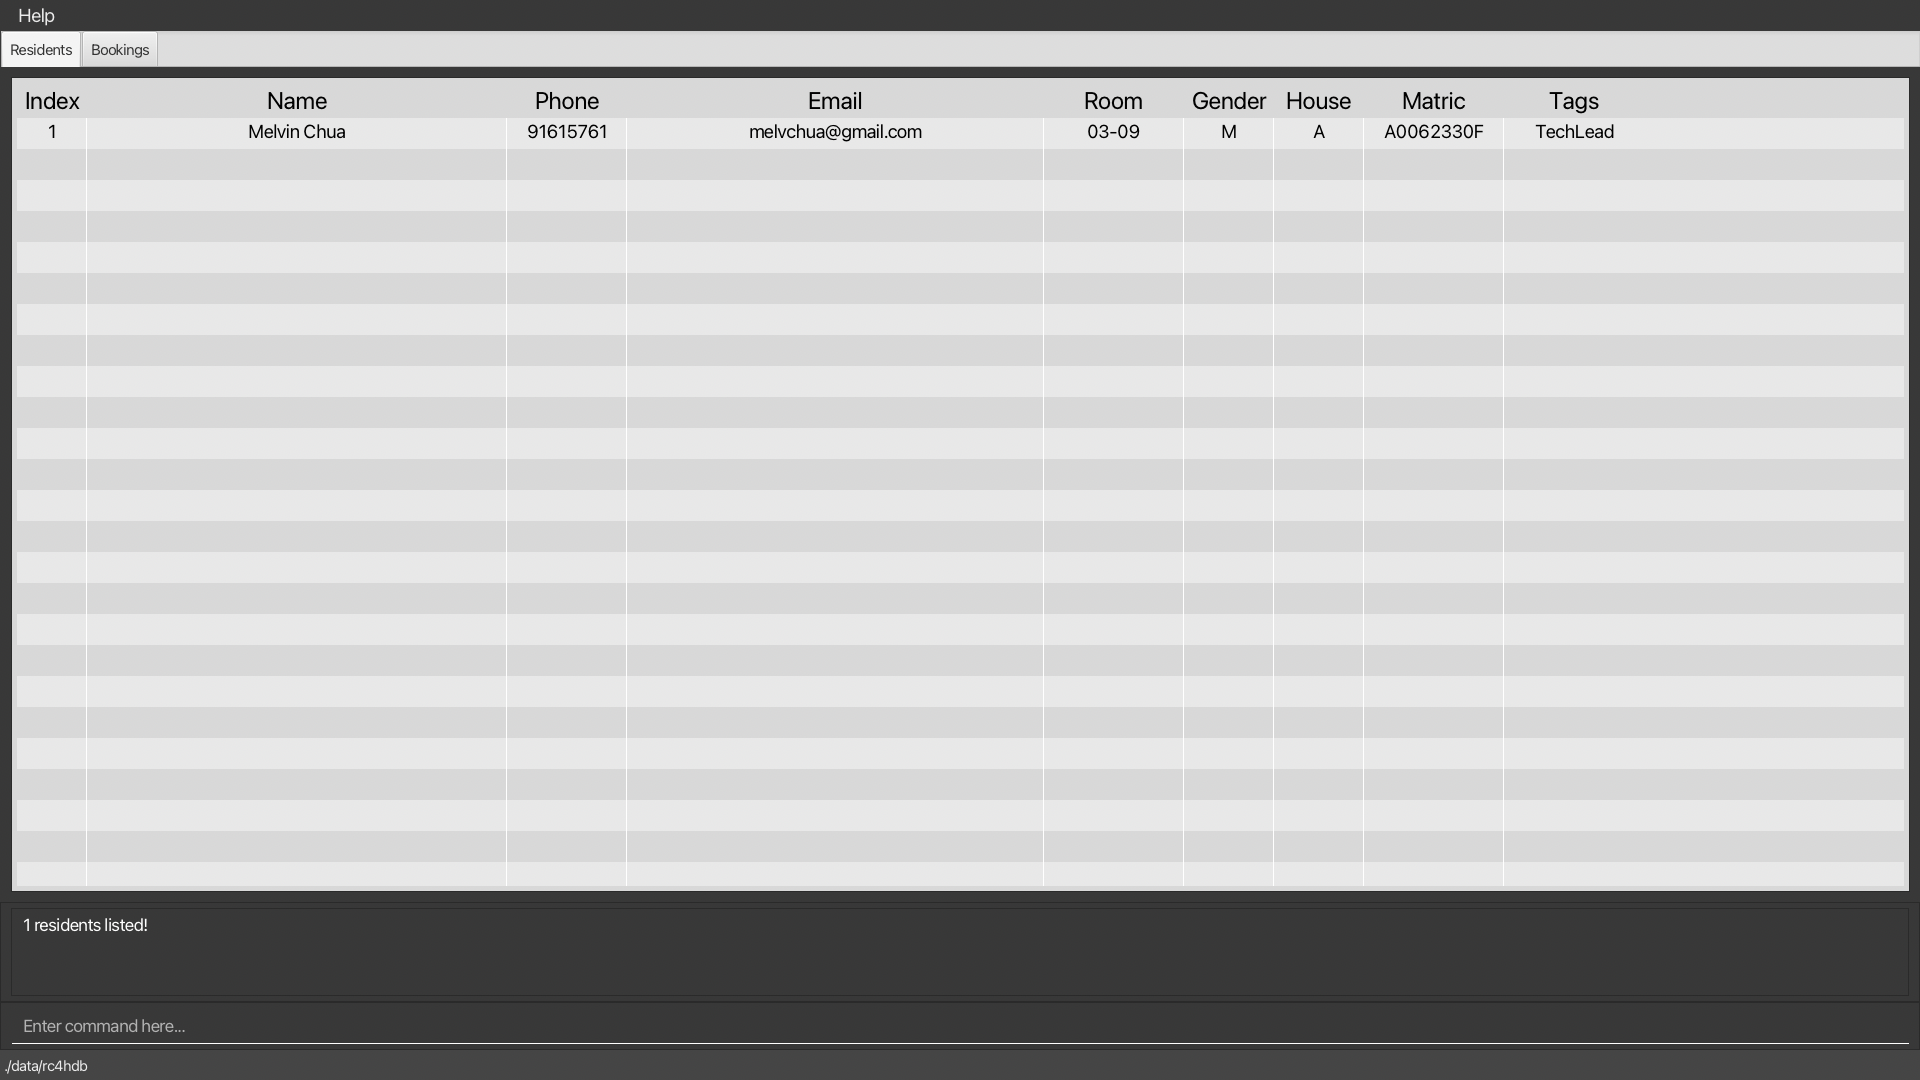 Help
Residents Bookings
Index Name Phone Email Room Gender House Matric Tags
1 Melvin Chua 91615761 melvchua@gmail.com 03-09 M A A0062330F TechLead
1 residents listed!
Enter command here...
./data/rc4hdb